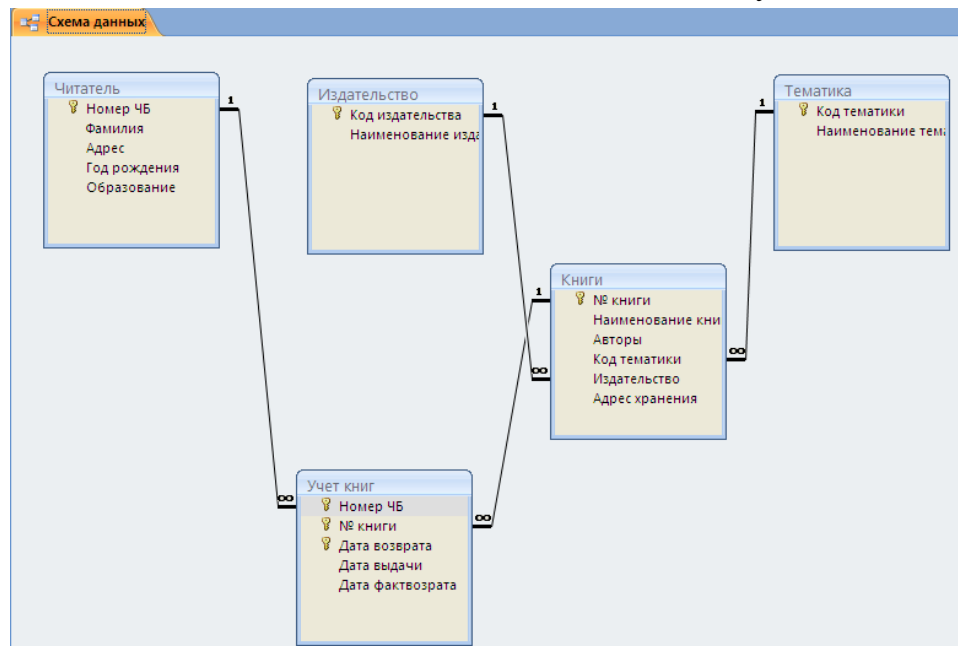 Схема данных
Читатель
Номер ЧБ
Фамилия
Адрес
Год рождения
Образование
1
Издательство
Код издательства
Наименование изда
1
Тематика
Код тематики
Наименование тема
1
Книги
№ книги
Наименование кни
Авторы
Код тематики
Издательство
Адрес хранения
1
∞
∞
Учет книг
Номер ЧБ
№ книги
Дата возврата
Дата выдачи
Дата фактвозрата
∞
∞